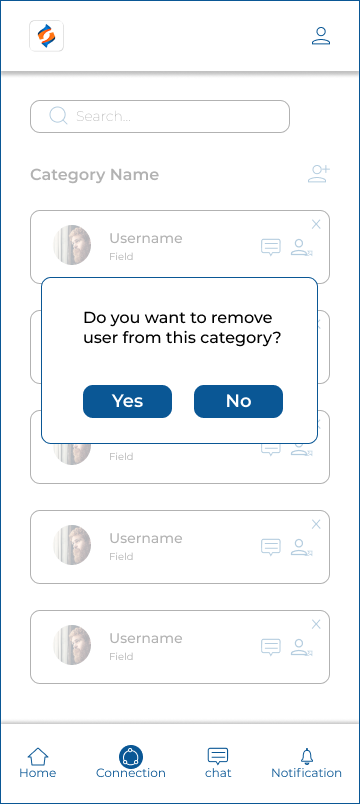 Search...
Category Name
Username
Field
Do you want to remove
user from this category?
Yes No
Field
Username
Field
Username
Field
Home Connection chat Notification